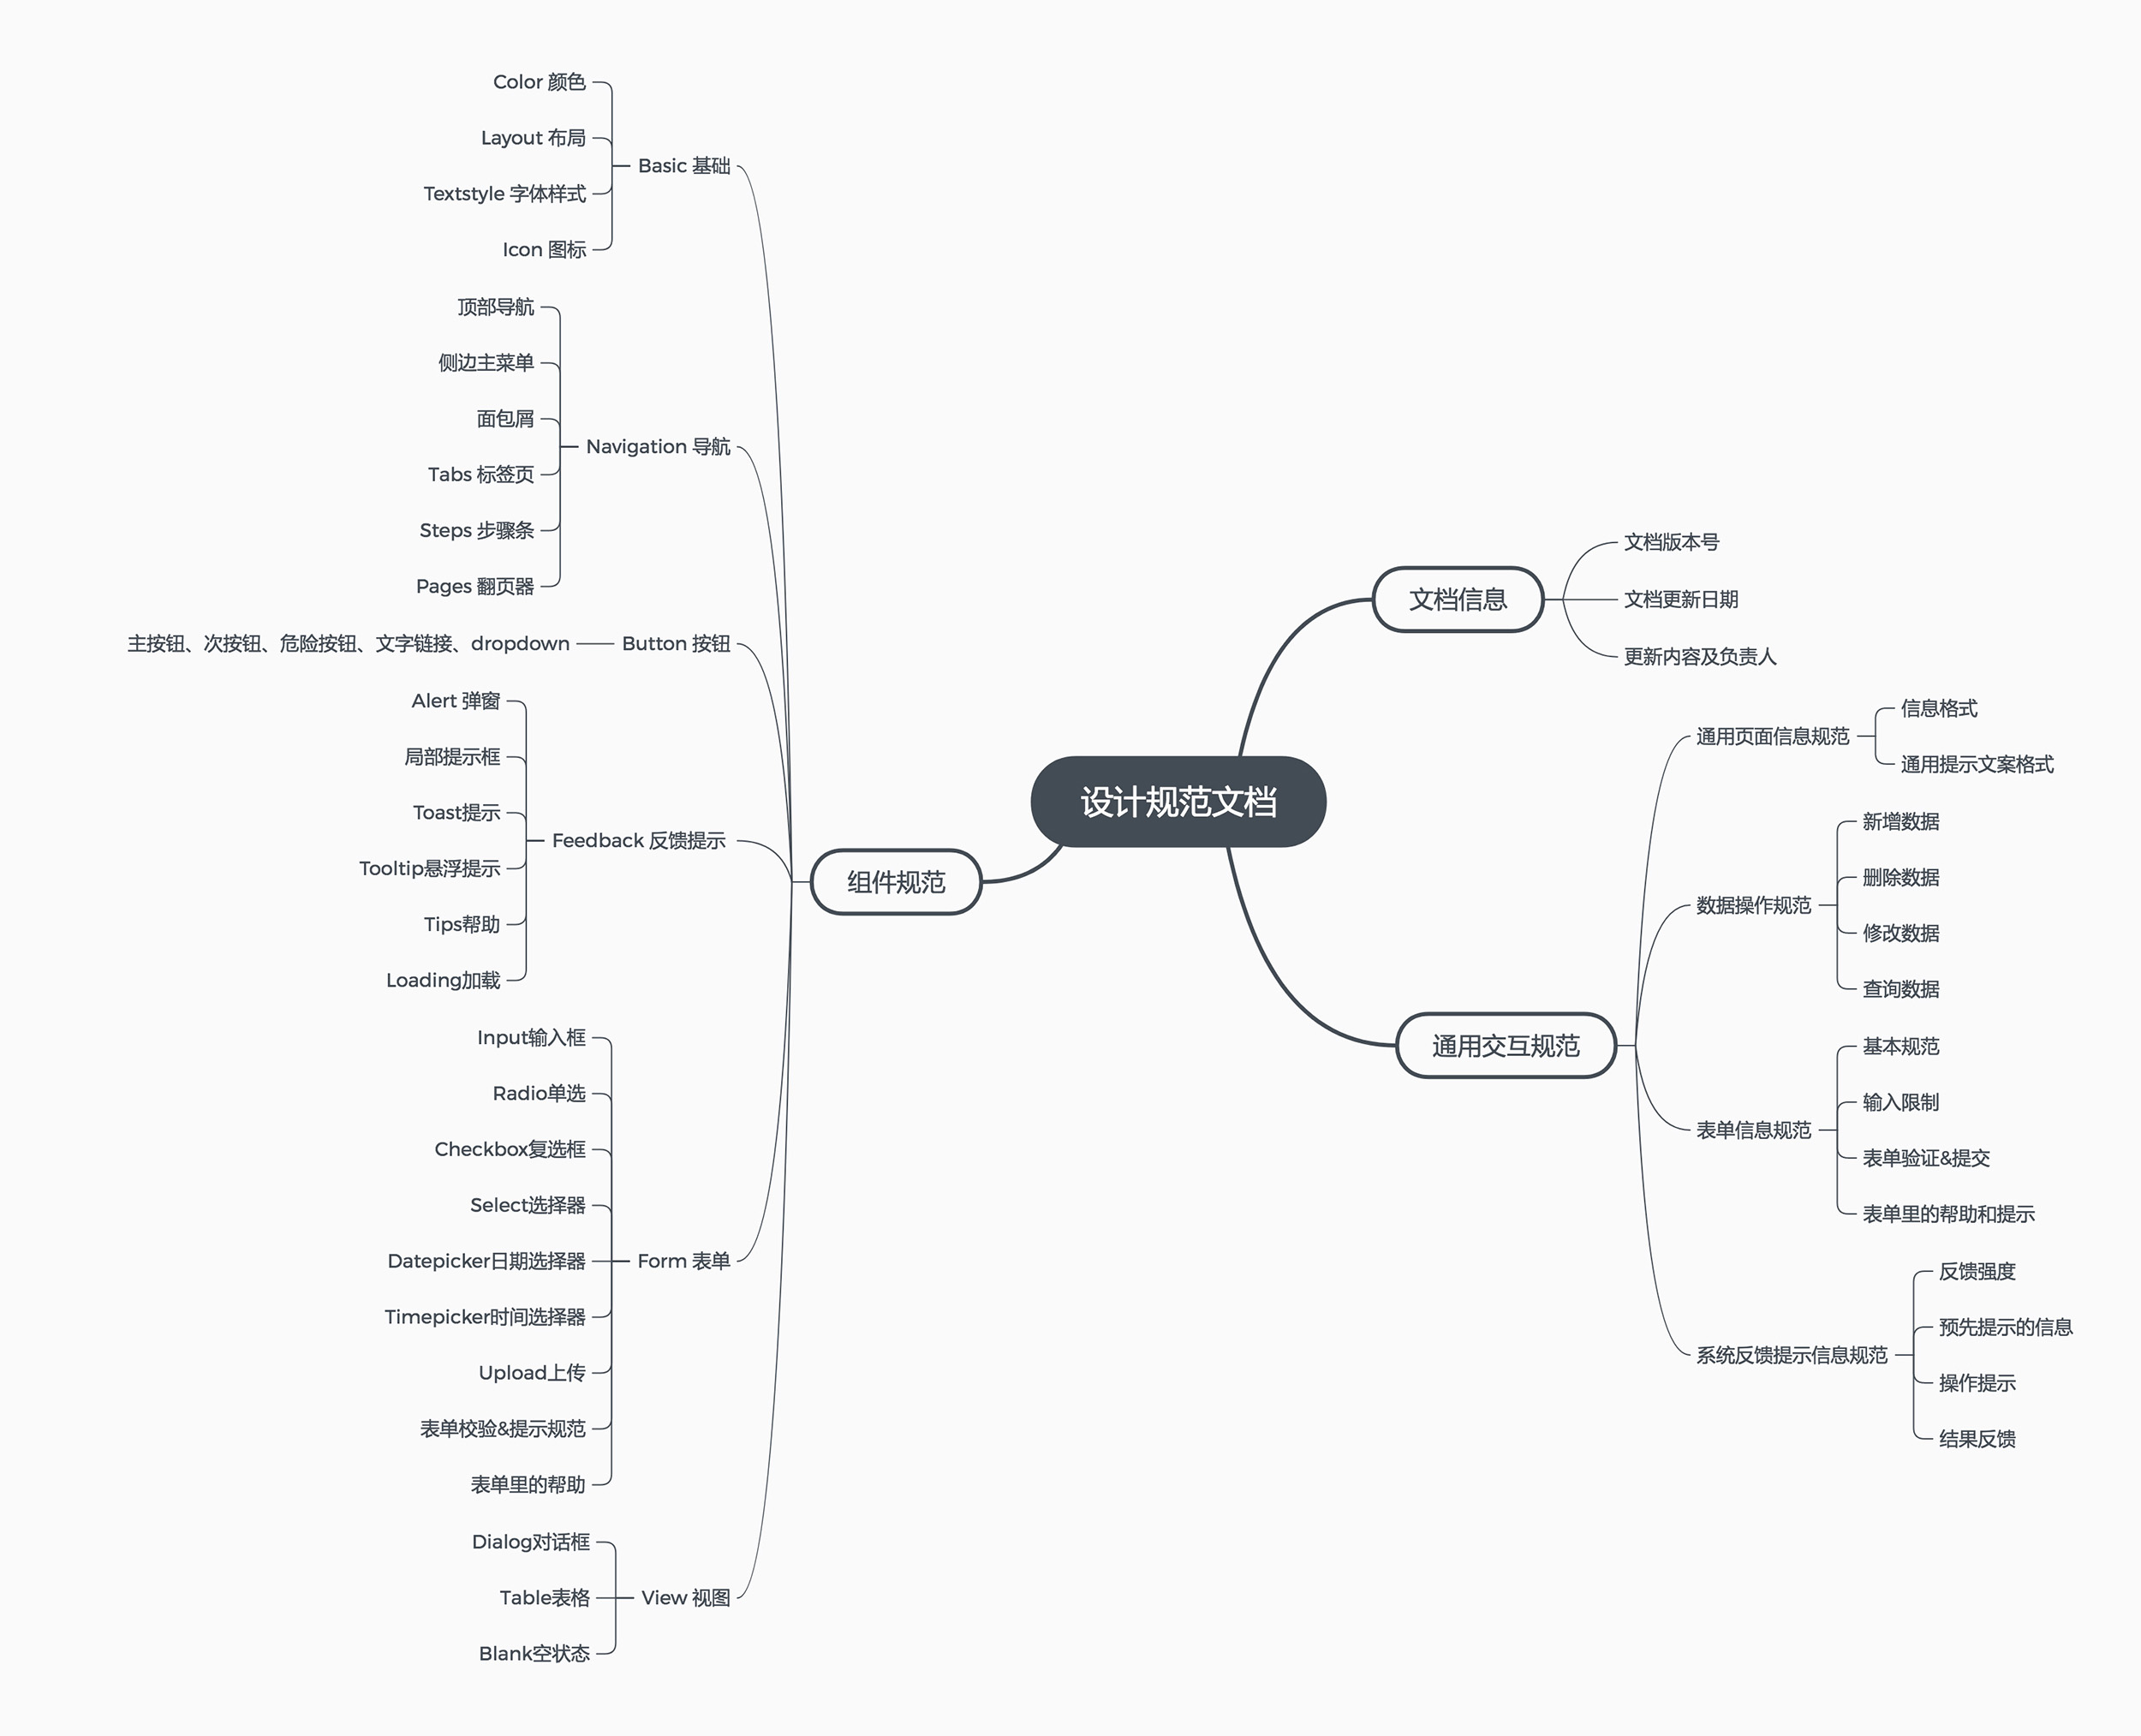 设计规范文档
文档信息
文档版本号
文档更新日期
更新内容及负责人
通用交互规范
通用页面信息规范
信息格式
通用提示文案格式
数据操作规范
新增数据
删除数据
修改数据
查询数据
表单信息规范
基本规范
输入限制
表单验证&提交
表单里的帮助和提示
系统反馈提示信息规范
反馈强度
预先提示的信息
操作提示
结果反馈
组件规范
Basic 基础
Color 颜色
Layout 布局
Textstyle 字体样式
Icon 图标
Navigation 导航
顶部导航
侧边主菜单
面包屑
Tabs 标签页
Steps 步骤条
Pages 翻页器
Button 按钮
主按钮、次按钮、危险按钮、文字链接、dropdown
Feedback 反馈提示
Alert 弹窗
局部提示框
Toast提示
Tooltip悬浮提示
Tips帮助
Loading加载
Form 表单
Input输入框
Radio单选
Checkbox复选框
Select选择器
Datepicker日期选择器
Timepicker时间选择器
Upload上传
表单校验&提示规范
表单里的帮助
View 视图
Dialog对话框
Table表格
Blank空状态